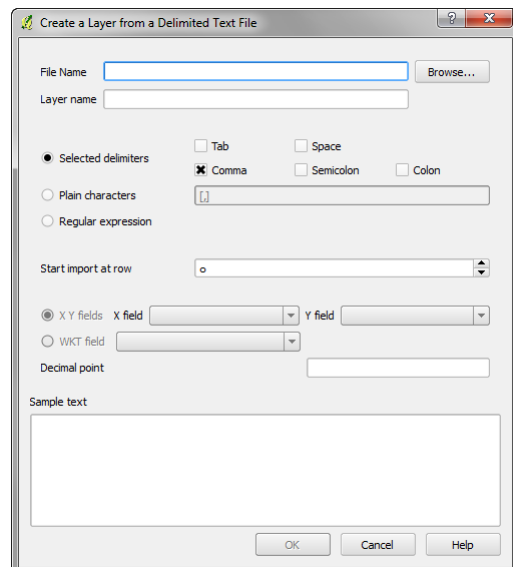 Create a Layer from a Delimited Text File
File Name
Browse...
Layer name
Selected delimiters
Tab
Space
Comma
Semicolon
Colon
Plain characters
[,]
Regular expression
Start import at row
0
X Y fields X field Y field
WKT field
Decimal point
Sample text
OK Cancel Help